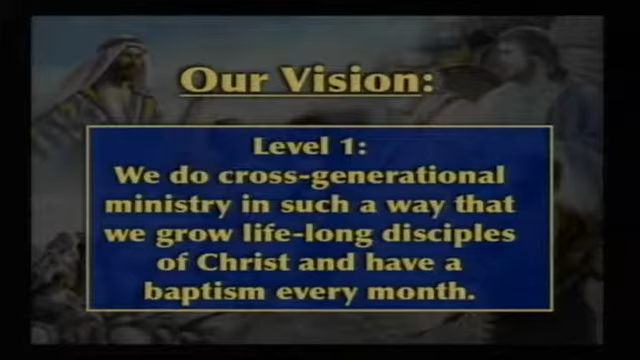 Our Vision:
Level 1:
We do cross-generational
ministry in such a way that
we grow life-long disciples
of Christ and have a
baptism every month.